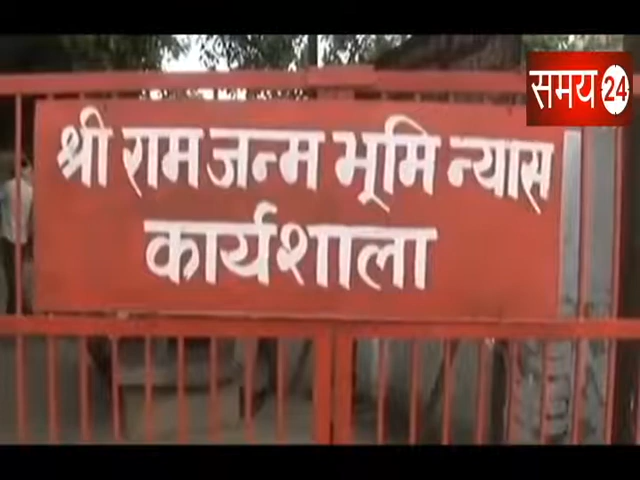 समय 24
श्री राम जन्म भूमि न्यास
कार्यशाला